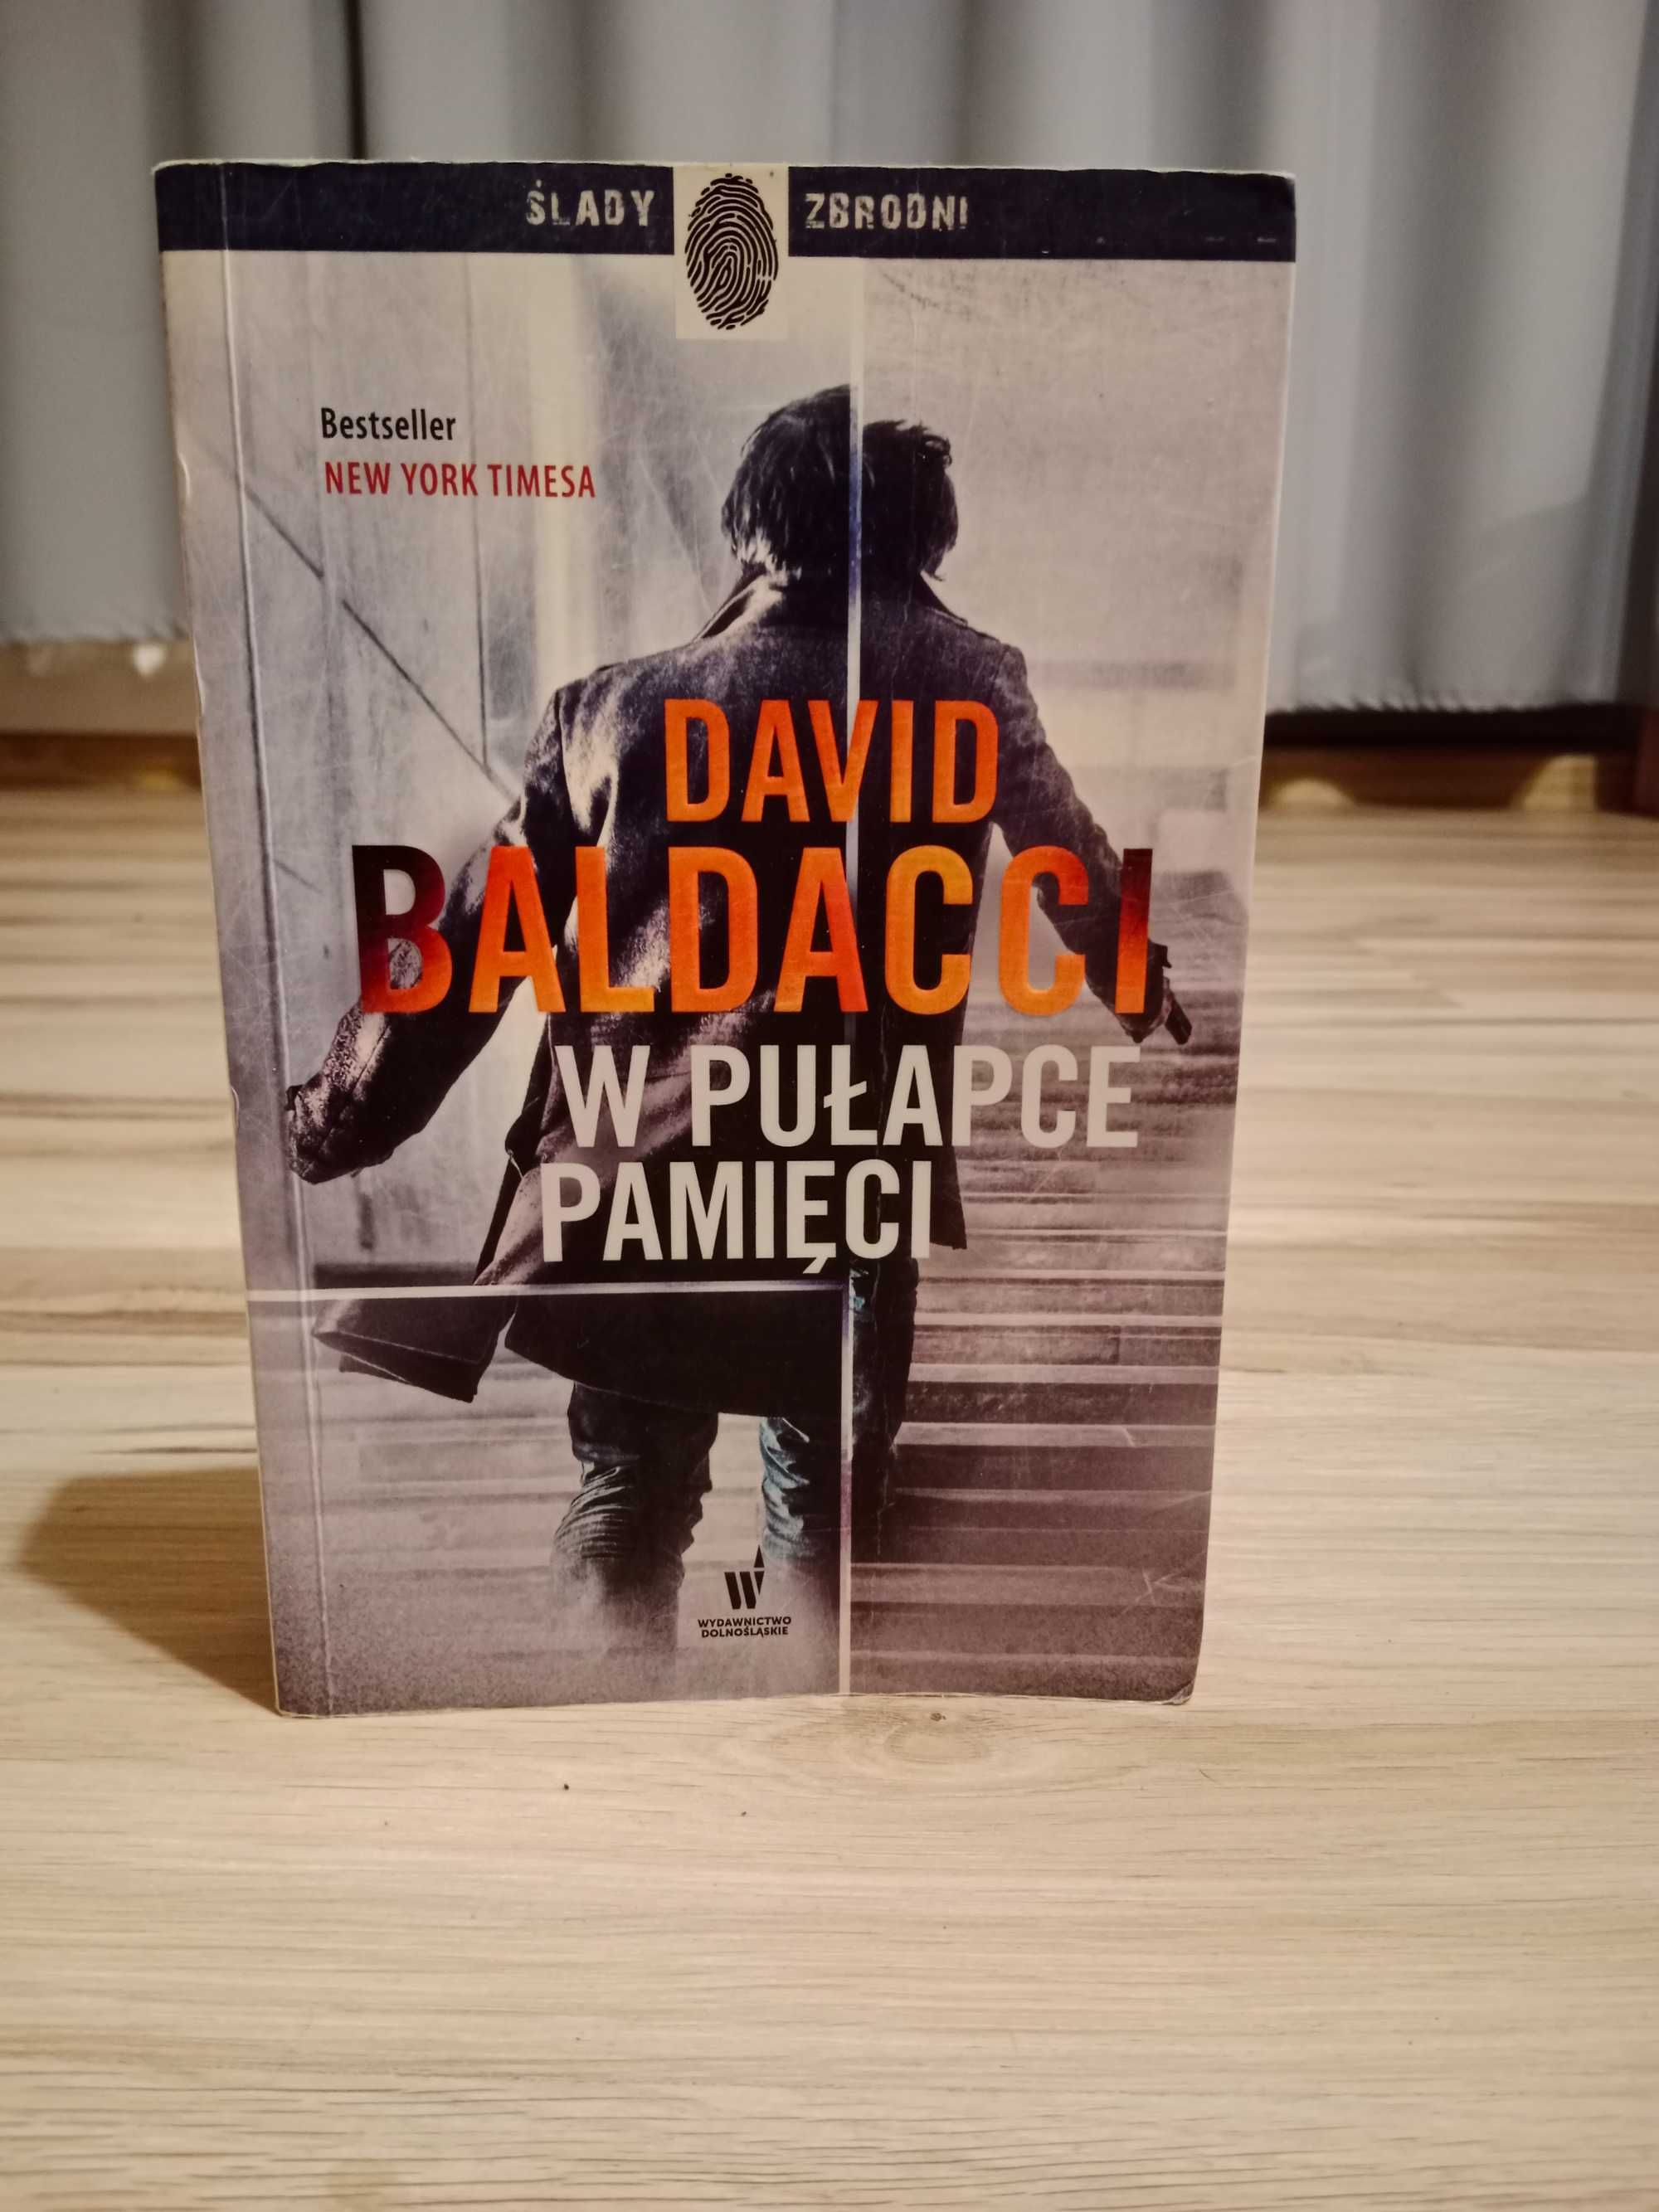 ŚLADY ZBRODNI
Bestseller
NEW YORK TIMESA
DAVID
BALDACCI
W PUŁAPCE
PAMIĘCI
W
WYDAWNICTWO
DOLNOŚLĄSKIE